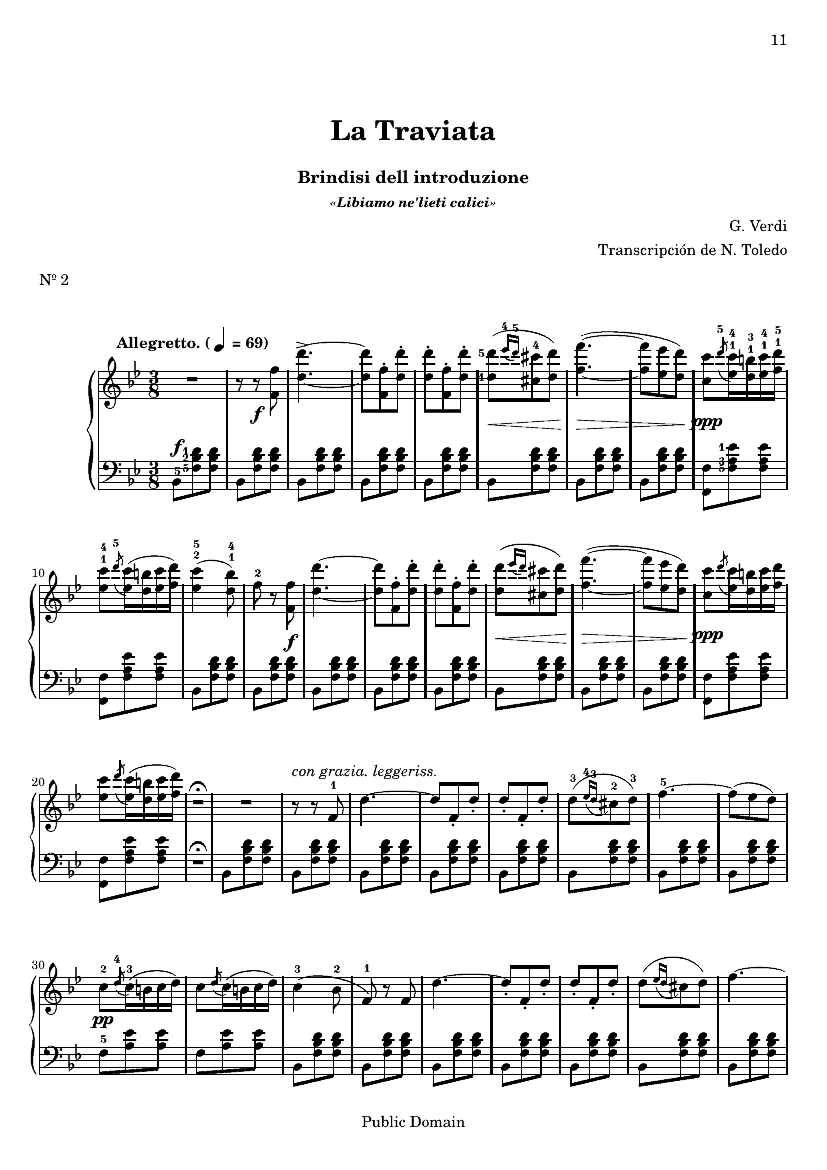 11
La Traviata
Brindisi dell introduzione
«Libiamo ne'lieti calici»
G. Verdi
Transcripción de N. Toledo
Nº 2
Allegretto. (♩ = 69)
f
f
ppp
10
f
ppp
20
con grazia. leggeriss.
30
pp
Public Domain